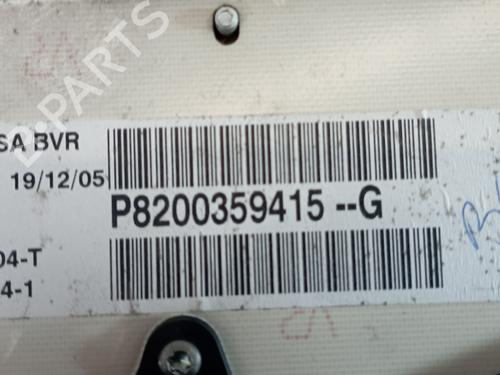 SA BVR
19/12/05
P8200359415--G
04-T
4-1
B-PARTS